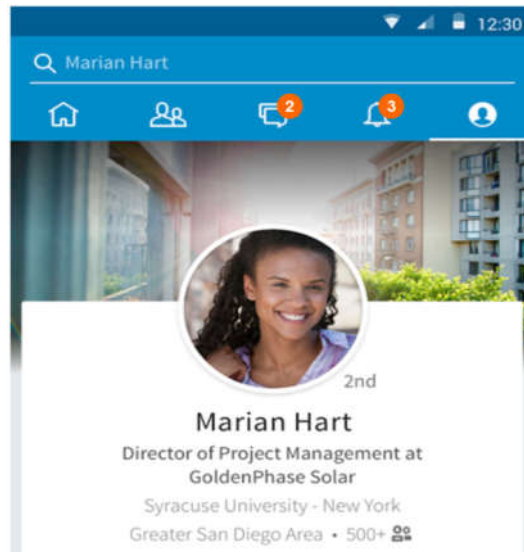 12:30
Marian Hart
2
3
2nd
Marian Hart
Director of Project Management at
GoldenPhase Solar
Syracuse University - New York
Greater San Diego Area • 500+